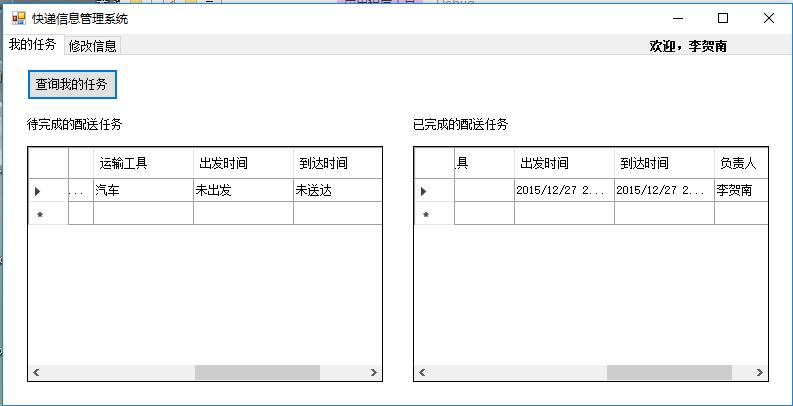 快递信息管理系统
我的任务 修改信息 欢迎，李贺南
查询我的任务
待完成的配送任务 已完成的配送任务
运输工具 出发时间 到达时间
... 汽车 未出发 未送达
具 出发时间 到达时间 负责人
2015/12/27 2... 2015/12/27 2... 李贺南